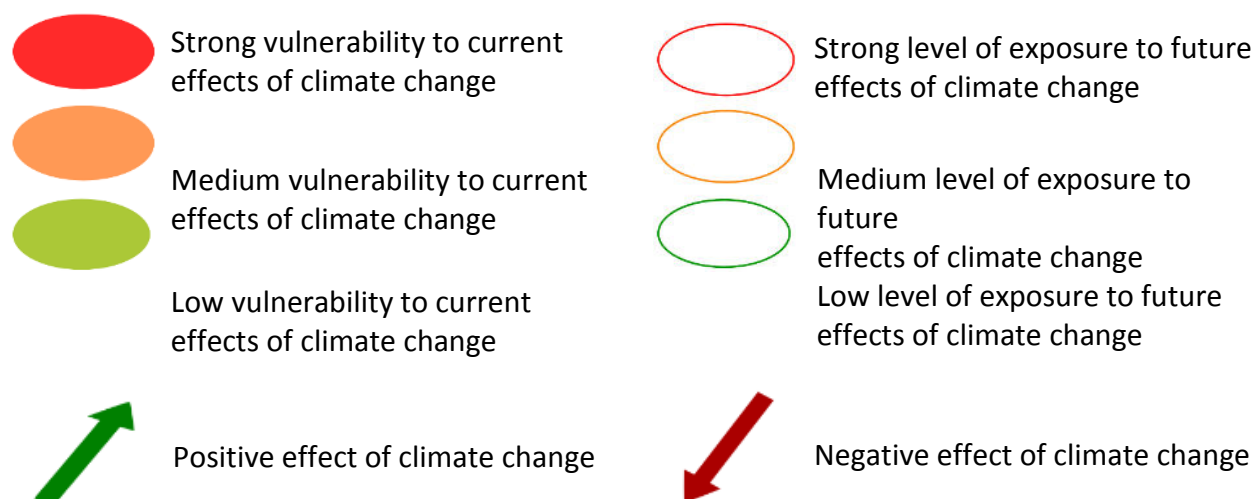 Strong vulnerability to current
effects of climate change
Medium vulnerability to current
effects of climate change
Low vulnerability to current
effects of climate change
Positive effect of climate change
Strong level of exposure to future
effects of climate change
Medium level of exposure to
future
effects of climate change
Low level of exposure to future
effects of climate change
Negative effect of climate change